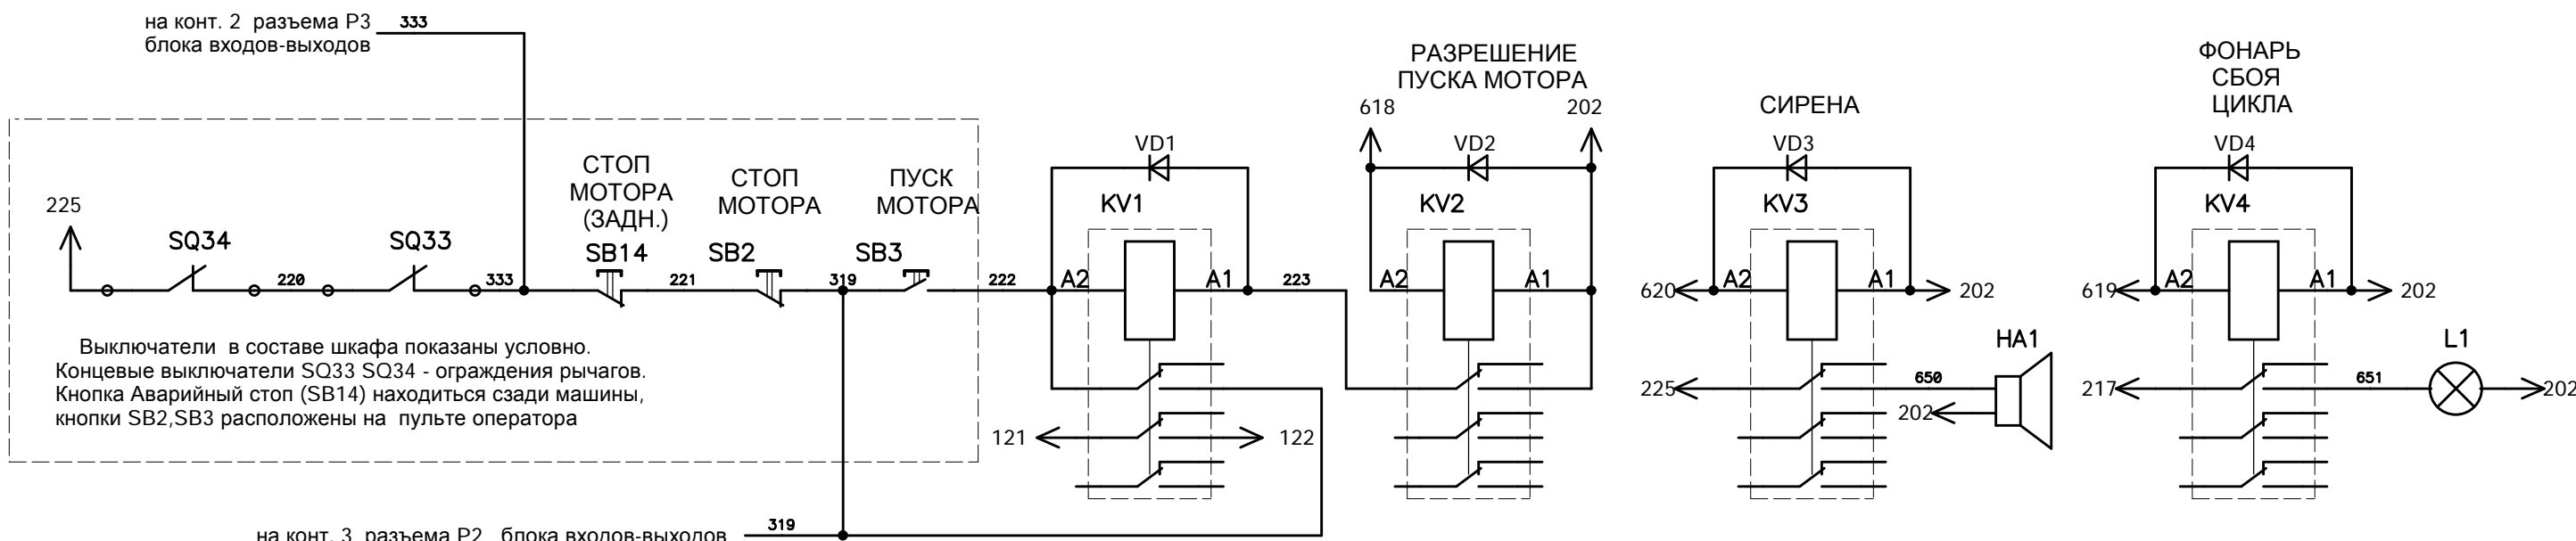 на конт. 2 разъема Р3 333
блока входов-выходов
РАЗРЕШЕНИЕ
ПУСКА МОТОРА
618
202
СИРЕНА
ФОНАРЬ
СБОЯ
ЦИКЛА
СТОП
МОТОРА
(ЗАДН.)
СТОП
МОТОРА
ПУСК
МОТОРА
VD1
VD2
VD3
VD4
225
SQ34
SQ33
SB14
SB2
SB3
KV1
KV2
KV3
KV4
220
333
221
319
222
A2
A1
223
A2
A1
620
A2
A1
202
619
A2
A1
202
Выключатели в составе шкафа показаны условно.
Концевые выключатели SQ33 SQ34 - ограждения рычагов.
Кнопка Аварийный стоп (SB14) находиться сзади машины,
кнопки SB2,SB3 расположены на пульте оператора
HA1
L1
225
650
202
217
651
202
121
122
на конт. 3 разъема Р2 блока входов-выходов 319